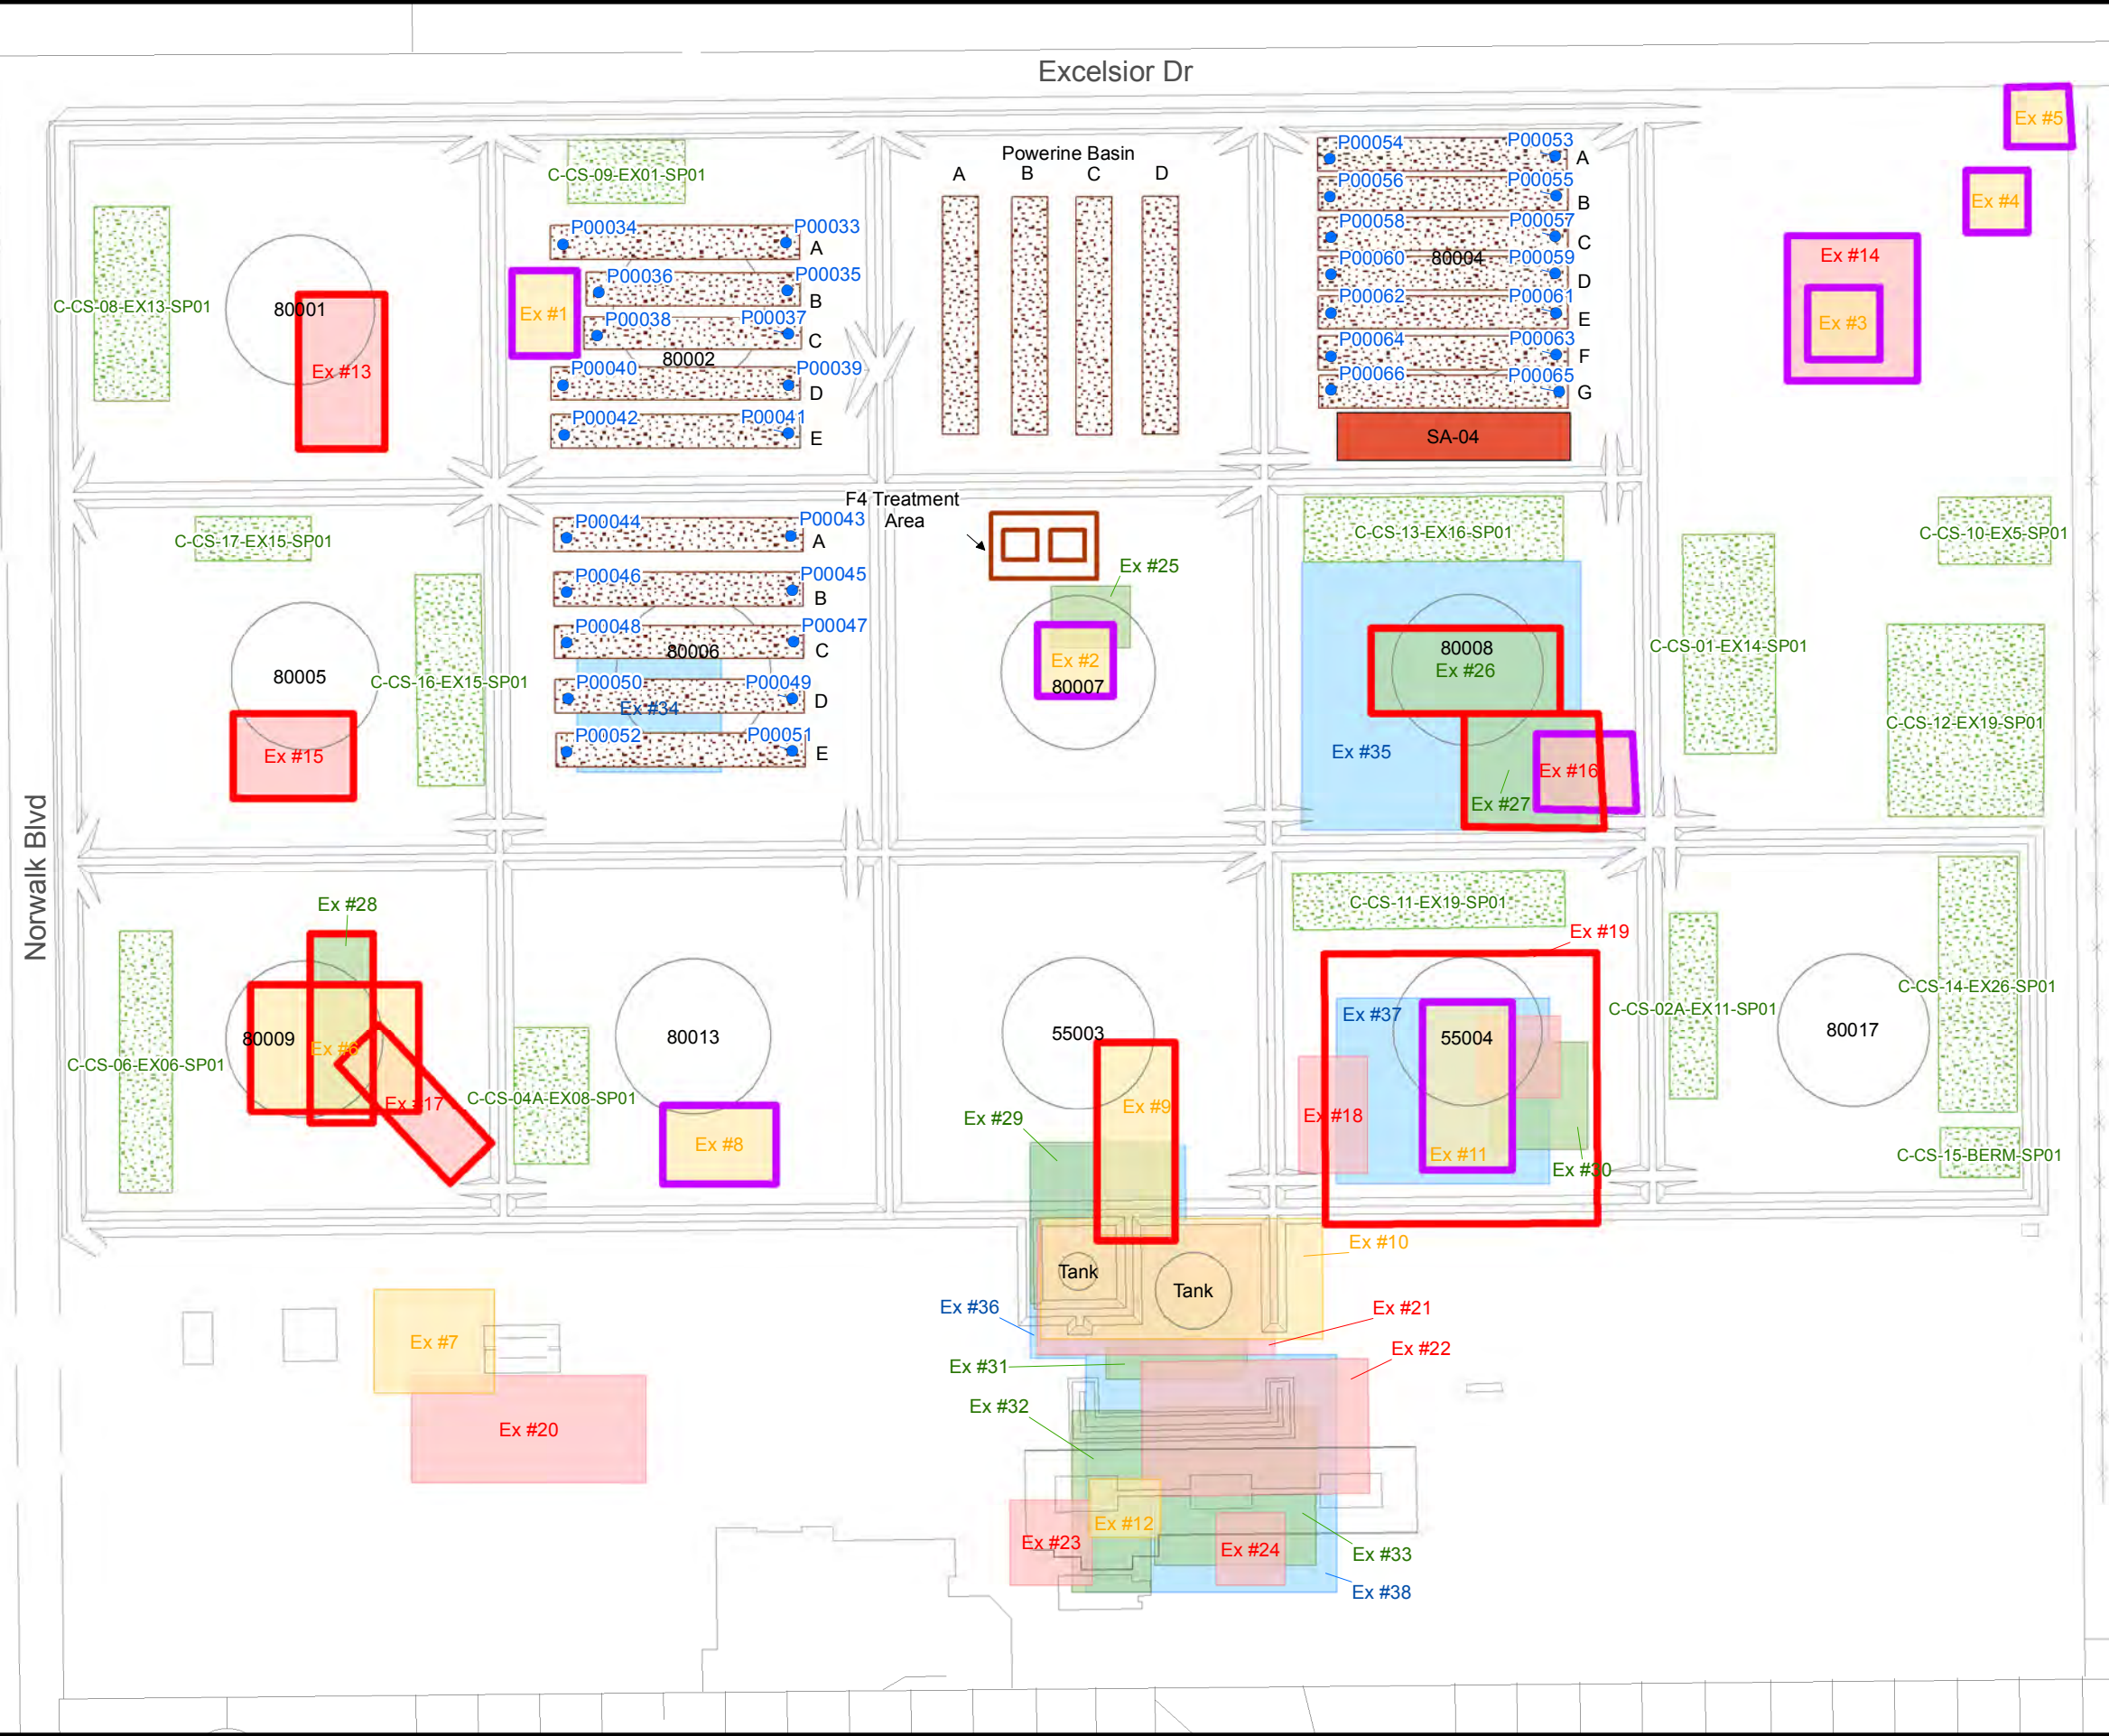 Excelsior Dr
Norwalk Blvd
Ex #5
Ex #4
Ex #14
Ex #3
C-CS-08-EX13-SP01
80001
Ex #13
C-CS-09-EX01-SP01
P00034
P00033
A
P00036
P00035
B
Ex #1
P00038
P00037
C
80002
P00040
P00039
D
P00042
P00041
E
Powerine Basin
A
B
C
D
P00054
P00053
A
P00056
P00055
B
P00058
P00057
C
P00060
80004
P00059
D
P00062
P00061
E
P00064
P00063
F
P00066
P00065
G
SA-04
C-CS-17-EX15-SP01
80005
C-CS-16-EX15-SP01
Ex #15
P00044
P00043
A
P00046
P00045
B
P00048
P00047
80006
C
P00050
P00049
D
Ex #34
P00052
P00051
E
F4 Treatment
Area
Ex #25
Ex #2
80007
C-CS-13-EX16-SP01
80008
Ex #26
Ex #35
Ex #16
Ex #27
C-CS-10-EX5-SP01
C-CS-01-EX14-SP01
C-CS-12-EX19-SP01
Ex #28
80009
Ex #6
C-CS-06-EX06-SP01
Ex #17
C-CS-04A-EX08-SP01
80013
Ex #8
55003
Ex #9
Ex #29
C-CS-11-EX19-SP01
Ex #19
Ex #37
55004
Ex #18
Ex #11
Ex #30
C-CS-02A-EX11-SP01
80017
C-CS-14-EX26-SP01
C-CS-15-BERM-SP01
Ex #10
Tank
Tank
Ex #36
Ex #21
Ex #7
Ex #22
Ex #31
Ex #32
Ex #20
Ex #12
Ex #23
Ex #24
Ex #33
Ex #38